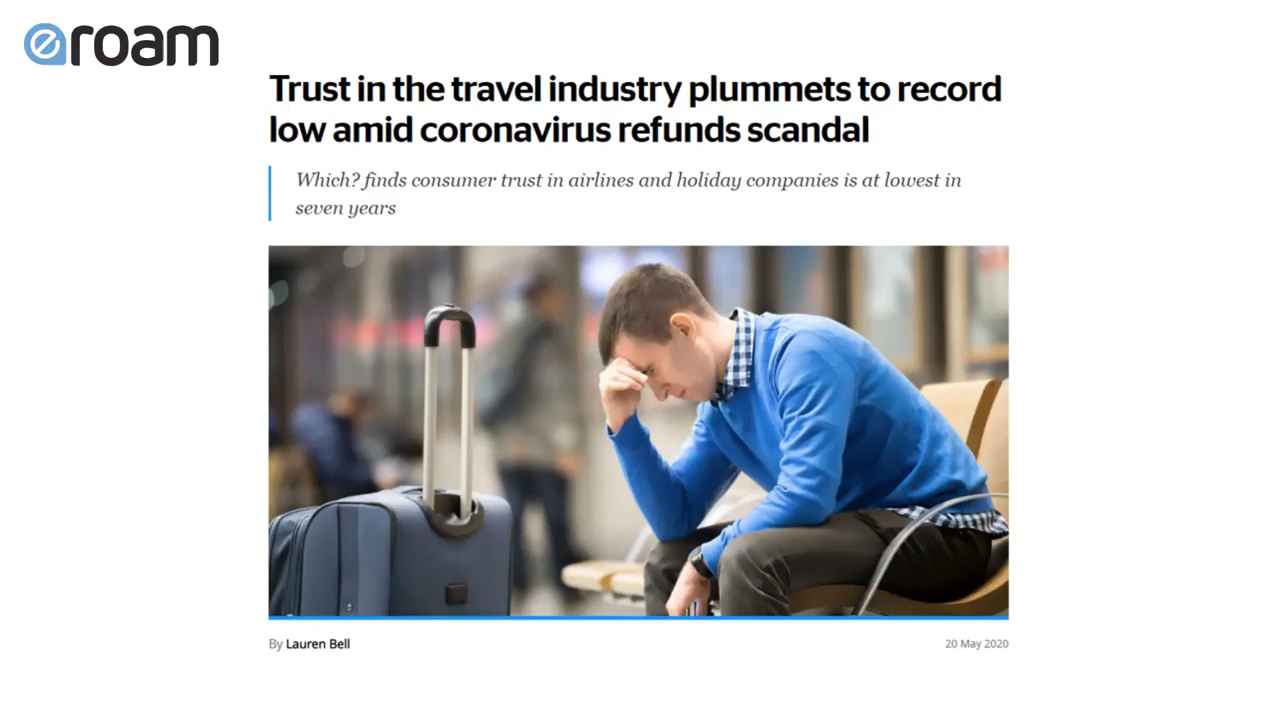 eroam
Trust in the travel industry plummets to record
low amid coronavirus refunds scandal
Which? finds consumer trust in airlines and holiday companies is at lowest in
seven years
By Lauren Bell
20 May 2020